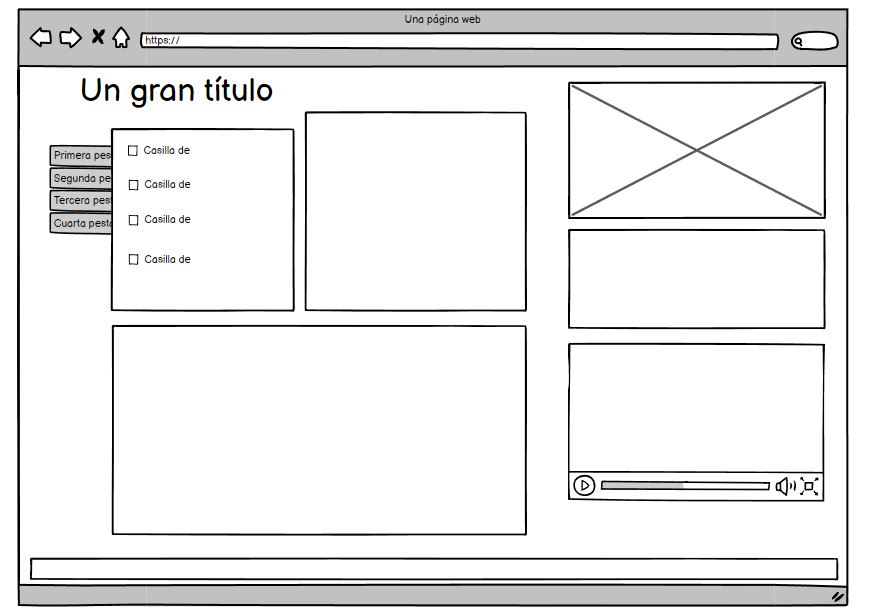 Una página web
https://
Un gran título
Primera pes
Segunda pe
Tercera pest
Cuarta pesta
Casilla de
Casilla de
Casilla de
Casilla de